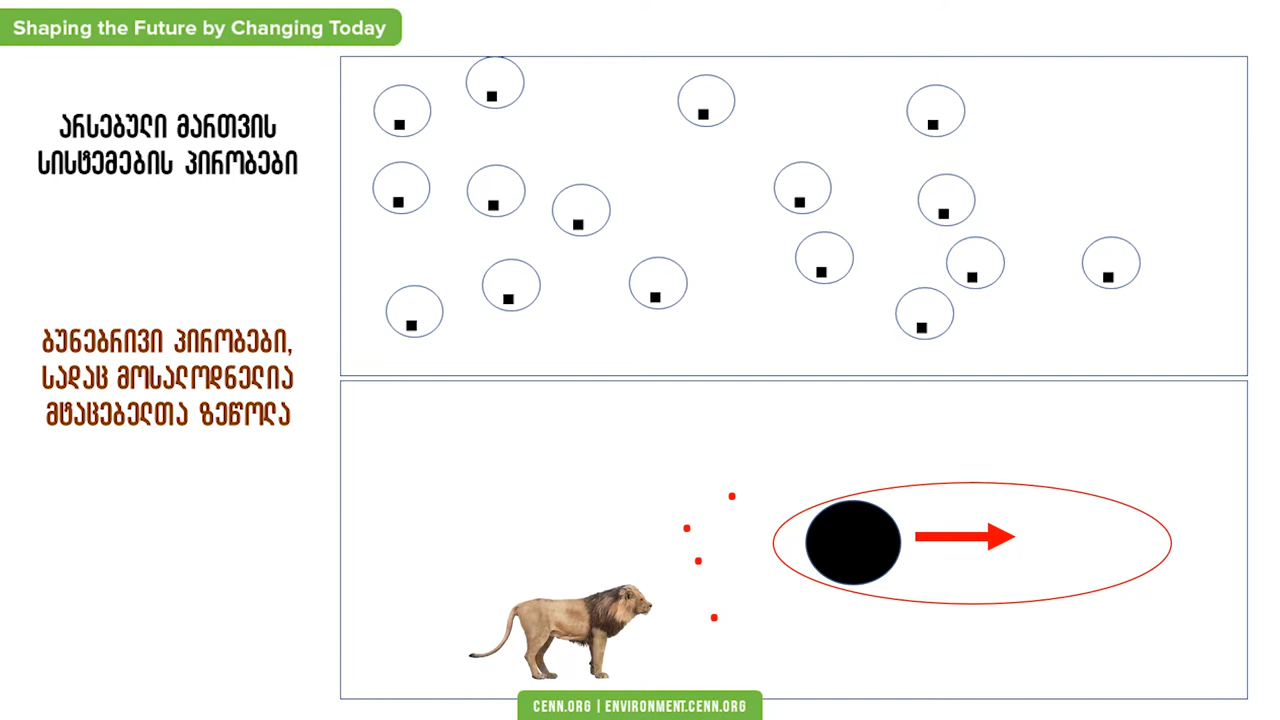 Shaping the Future by Changing Today
არსებული მართვის
სისტემების პირობები
ბუნებრივი პირობები,
სადაც მოსალოდნელია
მტაცებელთა ზეწოლა
CENN.ORG | ENVIRONMENT.CENN.ORG